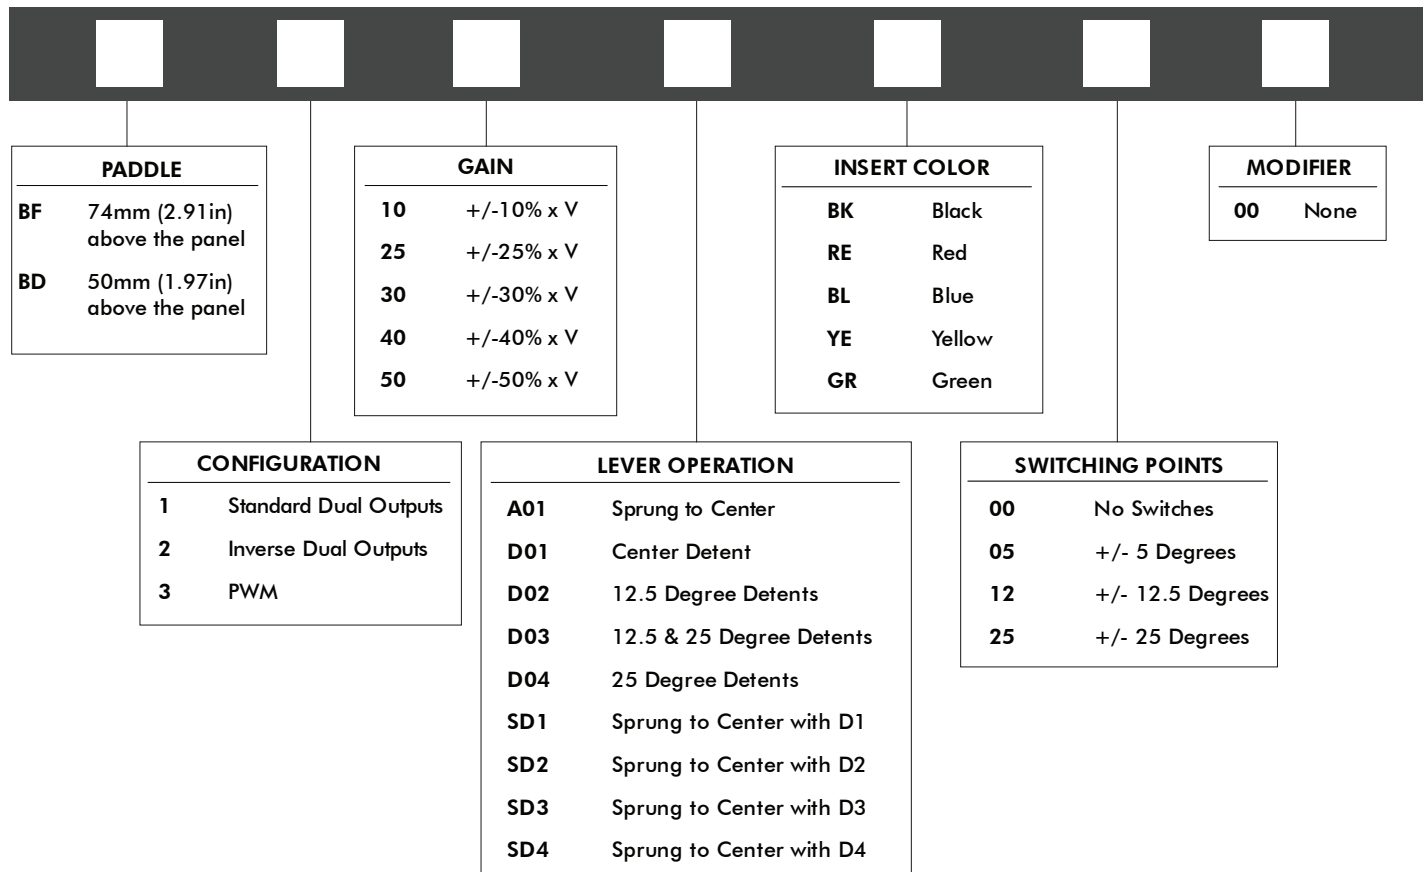 PADDLE
BF 74mm (2.91in)
above the panel
BD 50mm (1.97in)
above the panel
GAIN
10 +/-10% x V
25 +/-25% x V
30 +/-30% x V
40 +/-40% x V
50 +/-50% x V
INSERT COLOR
BK Black
RE Red
BL Blue
YE Yellow
GR Green
MODIFIER
00 None
CONFIGURATION
1 Standard Dual Outputs
2 Inverse Dual Outputs
3 PWM
LEVER OPERATION
A01 Sprung to Center
D01 Center Detent
D02 12.5 Degree Detents
D03 12.5 & 25 Degree Detents
D04 25 Degree Detents
SD1 Sprung to Center with D1
SD2 Sprung to Center with D2
SD3 Sprung to Center with D3
SD4 Sprung to Center with D4
SWITCHING POINTS
00 No Switches
05 +/- 5 Degrees
12 +/- 12.5 Degrees
25 +/- 25 Degrees